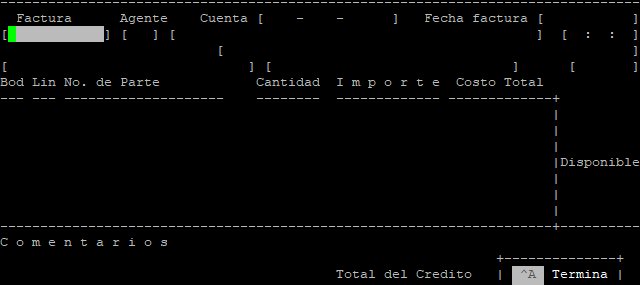 Factura Agente Cuenta [ - - ] Fecha factura [ ]
[ ] [ ] [ ] [ : : ]
[ ]
[ ] [ ] [ ]
Bod Lin No. de Parte Cantidad I m p o r t e Costo Total
--- --- -------------------- -------- ------------- -------------+
|
|
|
|Disponible
|
|
|
C o m e n t a r i o s
+--------------+
Total del Credito | ^A Termina |